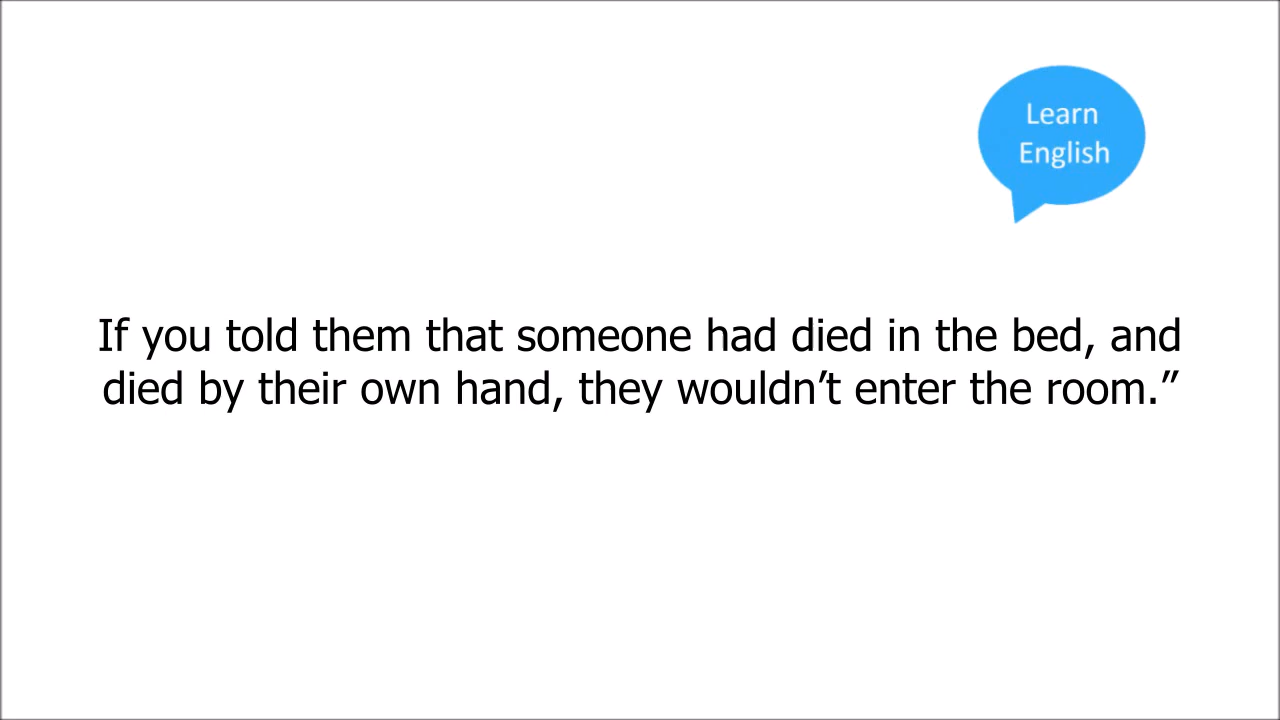 Learn
English
If you told them that someone had died in the bed, and
died by their own hand, they wouldn’t enter the room.”